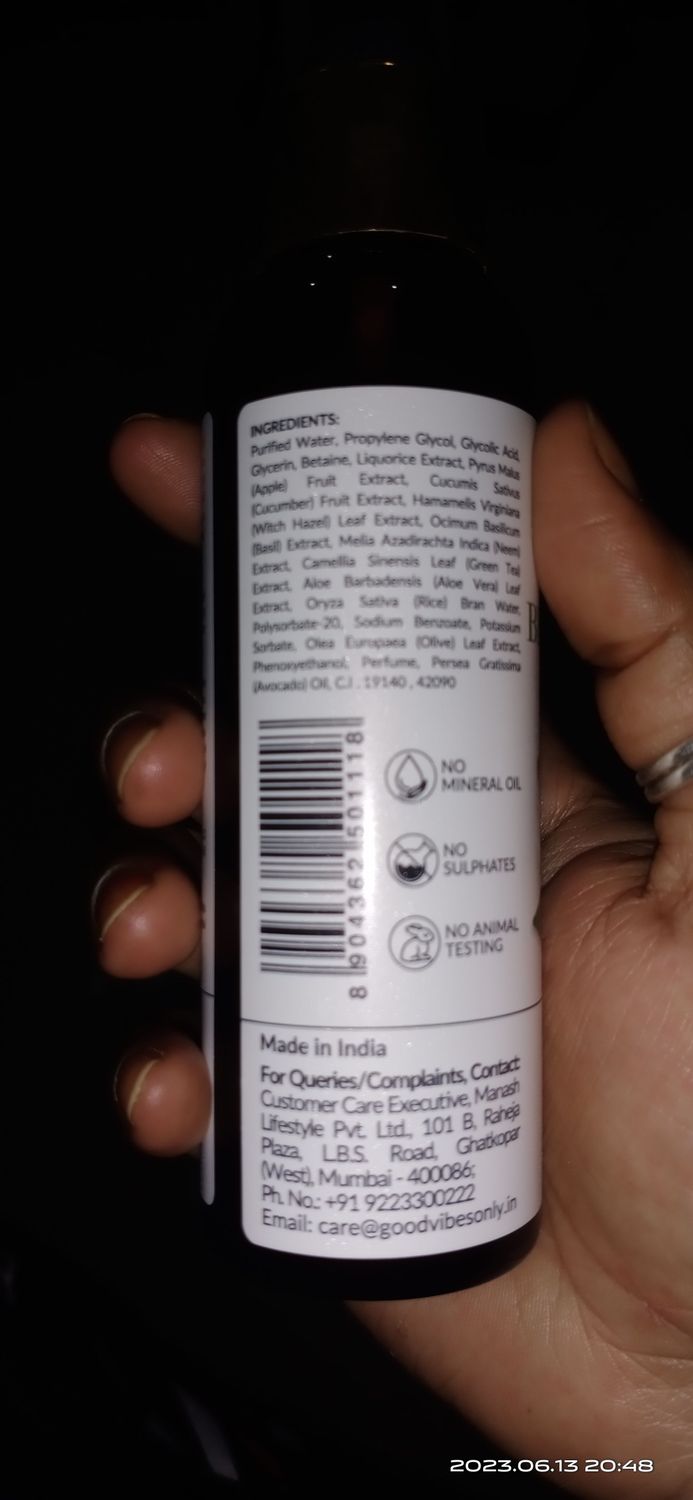 INGREDIENTS:
Purified Water, Propylene Glycol, Glycolic Acid,
Glycerin, Betaine, Liquorice Extract, Pyrus Malus
(Apple) Fruit Extract, Cucumis Sativus
(Cucumber) Fruit Extract, Hamamelis Virginiana
(Witch Hazel) Leaf Extract, Ocimum Basilicum
(Basil) Extract, Melia Azadirachta Indica (Neem)
Extract, Camellia Sinensis Leaf (Green Tea)
Extract, Aloe Barbadensis (Aloe Vera) Leaf
Extract, Oryza Sativa (Rice) Bran Water,
Polysorbate-20, Sodium Benzoate, Potassium
Sorbate, Olea Europaea (Olive) Leaf Extract,
Phenoxyethanol, Perfume, Persea Gratissima
(Avocado) Oil, C.I . 19140 , 42090
8 904362 501118
NO
MINERAL OIL
NO
SULPHATES
NO ANIMAL
TESTING
Made in India
For Queries/Complaints, Contact:
Customer Care Executive, Manash
Lifestyle Pvt. Ltd., 101 B, Raheja
Plaza, L.B.S. Road, Ghatkopar
(West), Mumbai - 400086;
Ph. No.: +91 9223300222
Email: care@goodvibesonly.in
2023.06.13 20:48